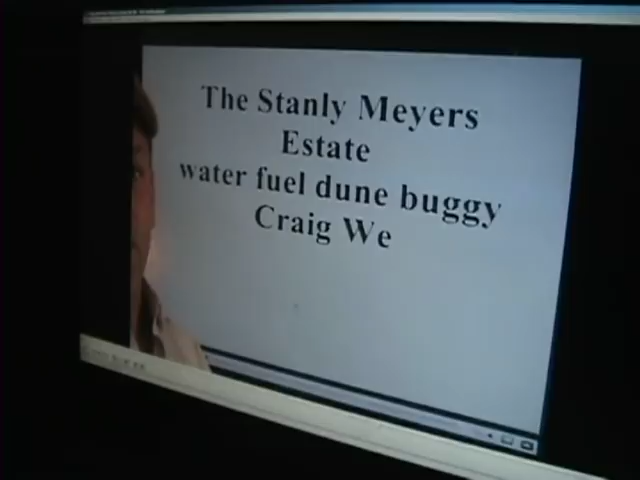 The Stanly Meyers
Estate
water fuel dune buggy
Craig We